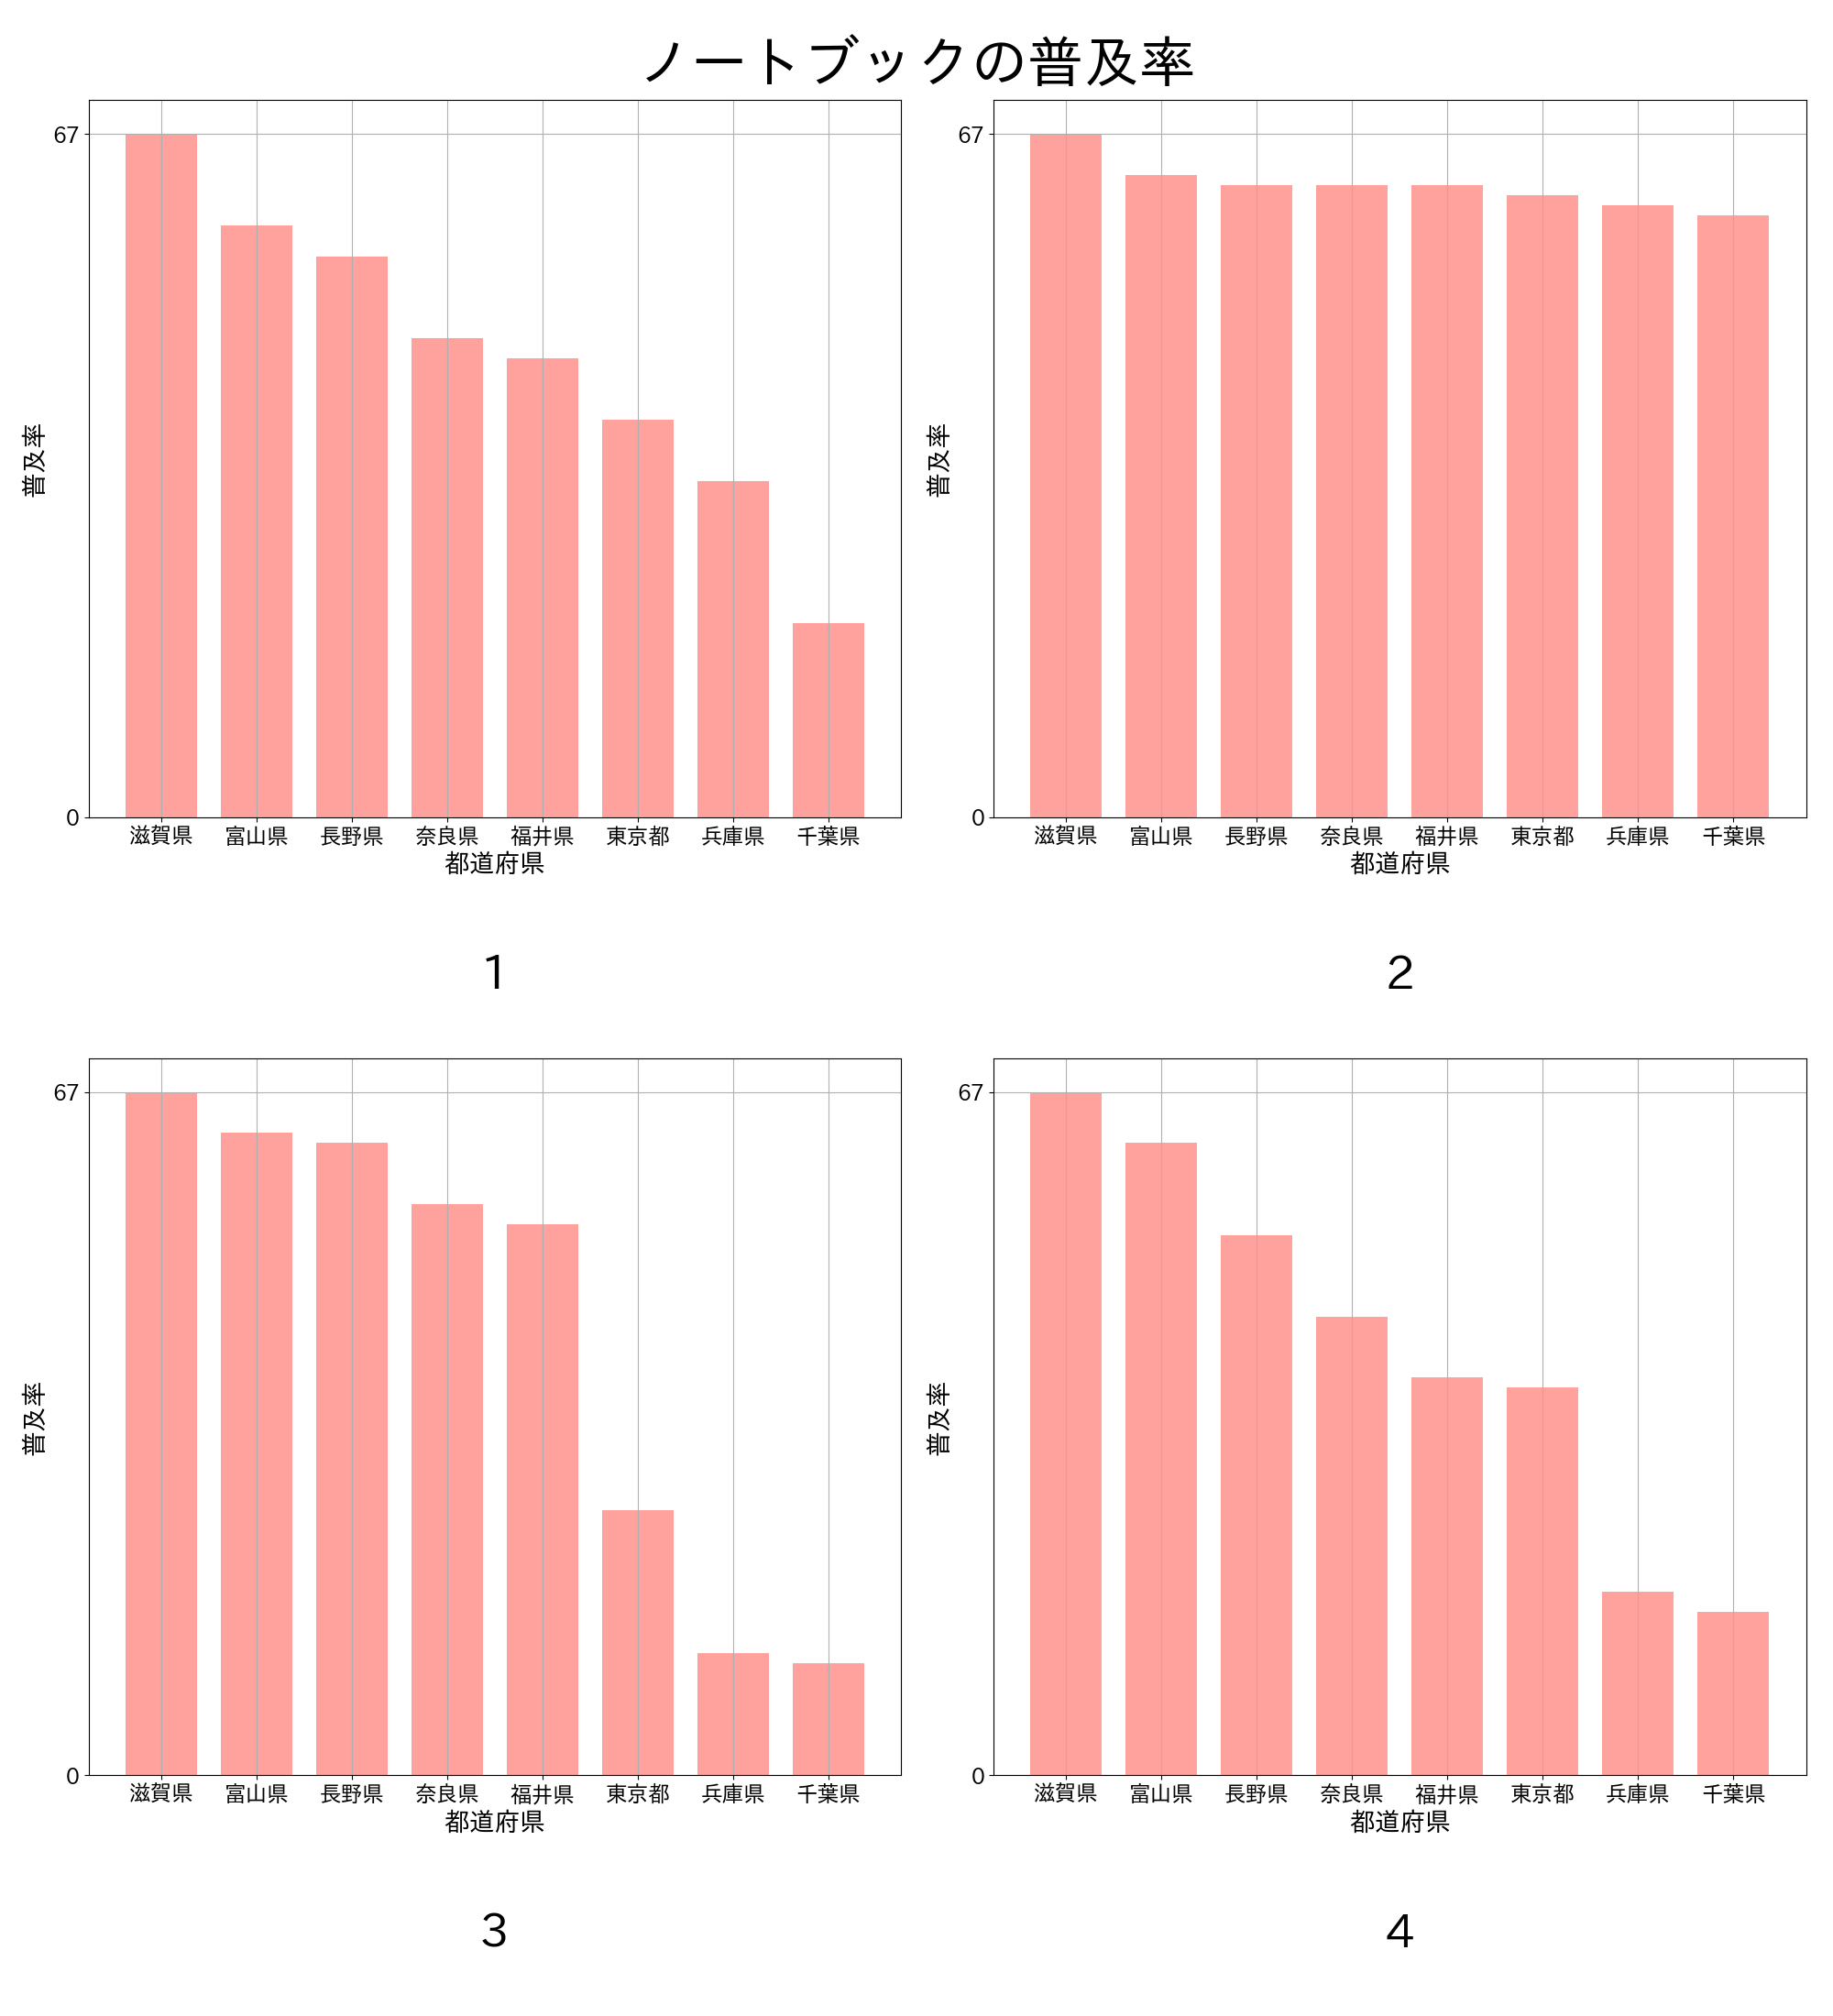 ノートブックの普及率
67
0
普及率
滋賀県 富山県 長野県 奈良県 福井県 東京都 兵庫県 千葉県
都道府県
1
67
0
普及率
滋賀県 富山県 長野県 奈良県 福井県 東京都 兵庫県 千葉県
都道府県
2
67
0
普及率
滋賀県 富山県 長野県 奈良県 福井県 東京都 兵庫県 千葉県
都道府県
3
67
0
普及率
滋賀県 富山県 長野県 奈良県 福井県 東京都 兵庫県 千葉県
都道府県
4